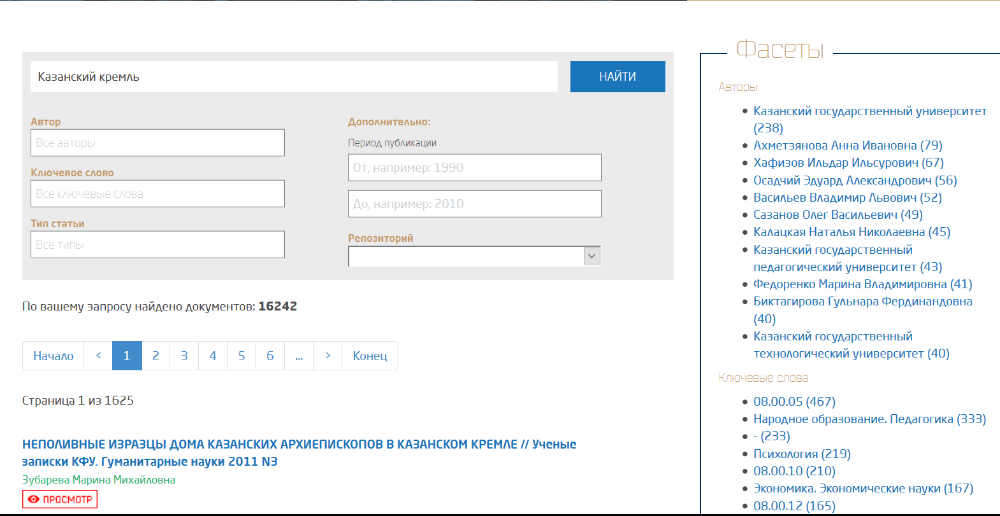 Казанский кремль
НАЙТИ
Автор
Все авторы
Ключевое слово
Все ключевые слова
Тип статьи
Все типы
Дополнительно:
Период публикации
От, например: 1990
До, например: 2010
Репозиторий
По вашему запросу найдено документов: 16242
Начало < 1 2 3 4 5 6 ... > Конец
Страница 1 из 1625
НЕПОЛИВНЫЕ ИЗРАЗЦЫ ДОМА КАЗАНСКИХ АРХИЕПИСКОПОВ В КАЗАНСКОМ КРЕМЛЕ // Ученые
записки КФУ. Гуманитарные науки 2011 N3
Зубарева Марина Михайловна
ПРОСМОТР
Фасеты
Авторы
Казанский государственный университет
(238)
Ахметзянова Анна Ивановна (79)
Хафизов Ильдар Ильсурович (67)
Осадчий Эдуард Александрович (56)
Васильев Владимир Львович (52)
Сазанов Олег Васильевич (49)
Калацкая Наталья Николаевна (45)
Казанский государственный
педагогический университет (43)
Федоренко Марина Владимировна (41)
Биктагирова Гульнара Фердинандовна
(40)
Казанский государственный
технологический университет (40)
Ключевые слова
08.00.05 (467)
Народное образование. Педагогика (333)
- (233)
Психология (219)
08.00.10 (210)
Экономика. Экономические науки (167)
08.00.12 (165)